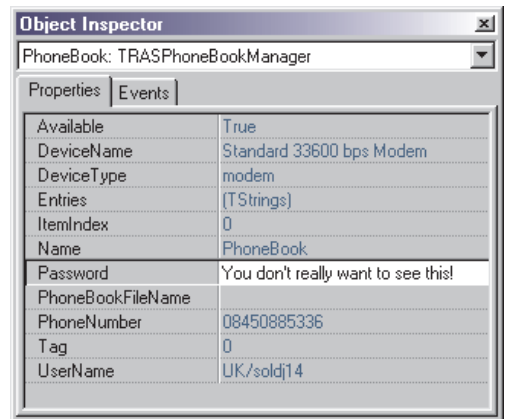 Object Inspector
PhoneBook: TRASPhoneBookManager
Properties Events
Available True
DeviceName Standard 33600 bps Modem
DeviceType modem
Entries (TStrings)
ItemIndex 0
Name PhoneBook
Password You don't really want to see this!
PhoneBookFileName
PhoneNumber 08450885336
Tag 0
UserName UK/soldj14